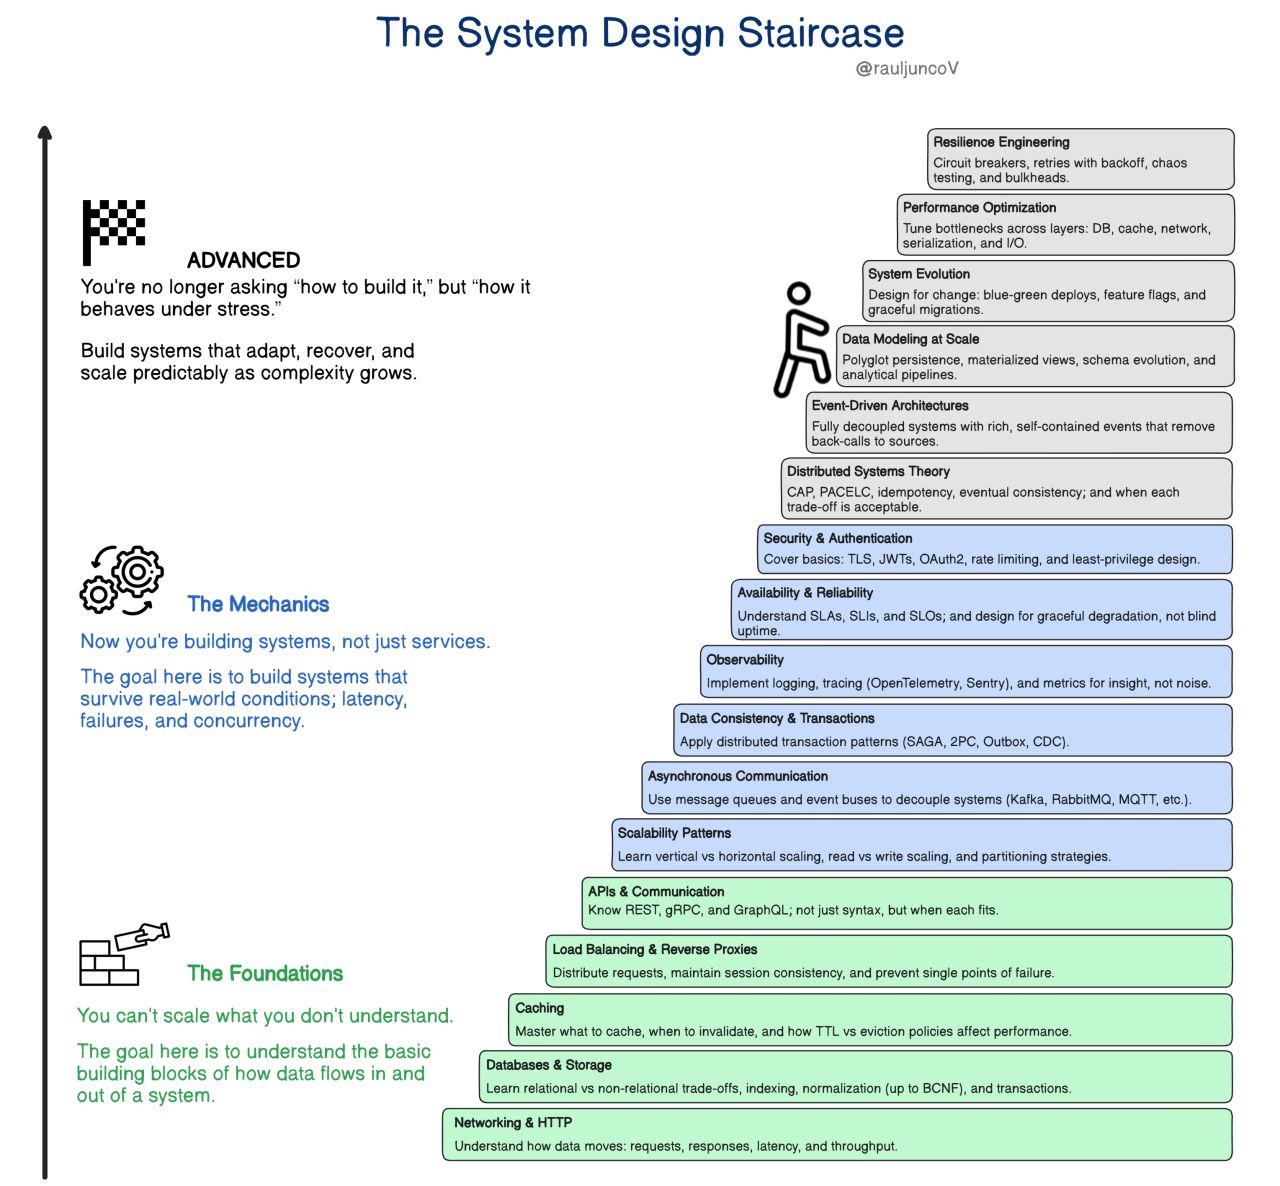 The System Design Staircase
@rauljuncoV
Resilience Engineering
Circuit breakers, retries with backoff, chaos
testing, and bulkheads.
Performance Optimization
Tune bottlenecks across layers: DB, cache, network,
serialization, and I/O.
System Evolution
Design for change: blue-green deploys, feature flags, and
graceful migrations.
Data Modeling at Scale
Polyglot persistence, materialized views, schema evolution, and
analytical pipelines.
Event-Driven Architectures
Fully decoupled systems with rich, self-contained events that remove
back-calls to sources.
Distributed Systems Theory
CAP, PACELC, idempotency, eventual consistency; and when each
trade-off is acceptable.
ADVANCED
You're no longer asking “how to build it,” but “how it
behaves under stress.”
Build systems that adapt, recover, and
scale predictably as complexity grows.
Security & Authentication
Cover basics: TLS, JWTs, OAuth2, rate limiting, and least-privilege design.
Availability & Reliability
Understand SLAs, SLIs, and SLOs; and design for graceful degradation, not blind
uptime.
Observability
Implement logging, tracing (OpenTelemetry, Sentry), and metrics for insight, not noise.
Data Consistency & Transactions
Apply distributed transaction patterns (SAGA, 2PC, Outbox, CDC).
Asynchronous Communication
Use message queues and event buses to decouple systems (Kafka, RabbitMQ, MQTT, etc.).
Scalability Patterns
Learn vertical vs horizontal scaling, read vs write scaling, and partitioning strategies.
The Mechanics
Now you're building systems, not just services.
The goal here is to build systems that
survive real-world conditions; latency,
failures, and concurrency.
APIs & Communication
Know REST, gRPC, and GraphQL; not just syntax, but when each fits.
Load Balancing & Reverse Proxies
Distribute requests, maintain session consistency, and prevent single points of failure.
Caching
Master what to cache, when to invalidate, and how TTL vs eviction policies affect performance.
Databases & Storage
Learn relational vs non-relational trade-offs, indexing, normalization (up to BCNF), and transactions.
Networking & HTTP
Understand how data moves: requests, responses, latency, and throughput.
The Foundations
You can't scale what you don't understand.
The goal here is to understand the basic
building blocks of how data flows in and
out of a system.